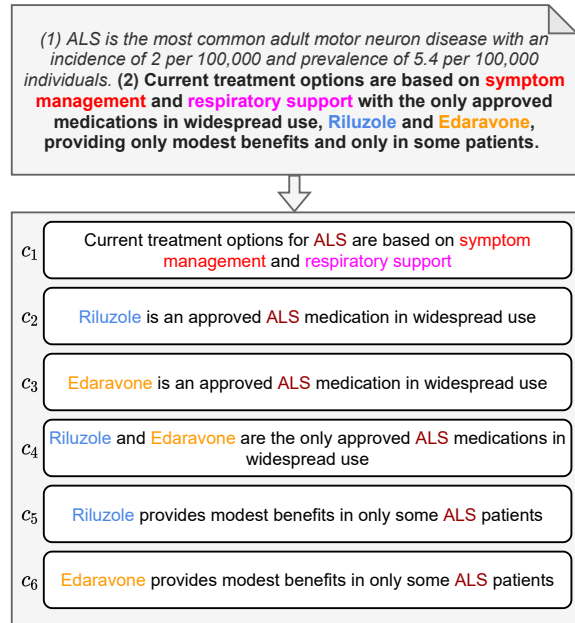 (1) ALS is the most common adult motor neuron disease with an
incidence of 2 per 100,000 and prevalence of 5.4 per 100,000
individuals. (2) Current treatment options are based on symptom
management and respiratory support with the only approved
medications in widespread use, Riluzole and Edaravone,
providing only modest benefits and only in some patients.
c1
Current treatment options for ALS are based on symptom
management and respiratory support
c2
Riluzole is an approved ALS medication in widespread use
c3
Edaravone is an approved ALS medication in widespread use
c4
Riluzole and Edaravone are the only approved ALS medications in
widespread use
c5
Riluzole provides modest benefits in only some ALS patients
c6
Edaravone provides modest benefits in only some ALS patients